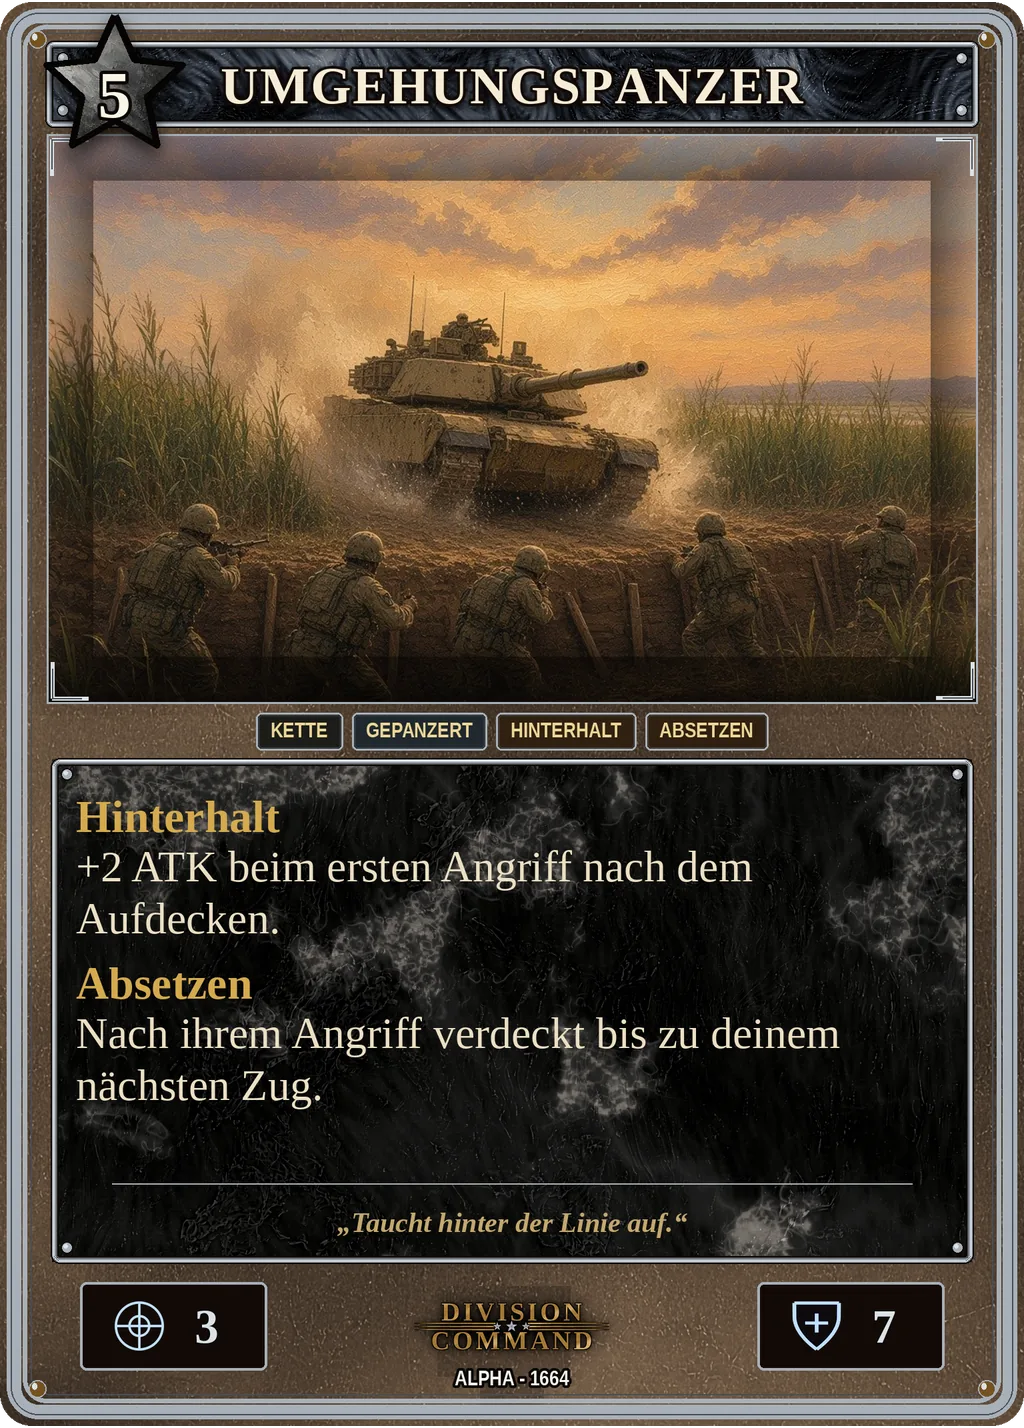 5
UMGEHUNGSPANZER
KETTE
GEPANZERT
HINTERHALT
ABSETZEN
Hinterhalt
+2 ATK beim ersten Angriff nach dem
Aufdecken.
Absetzen
Nach ihrem Angriff verdeckt bis zu deinem
nächsten Zug.
„Taucht hinter der Linie auf.“
3
DIVISION
COMMAND
ALPHA - 1664
7